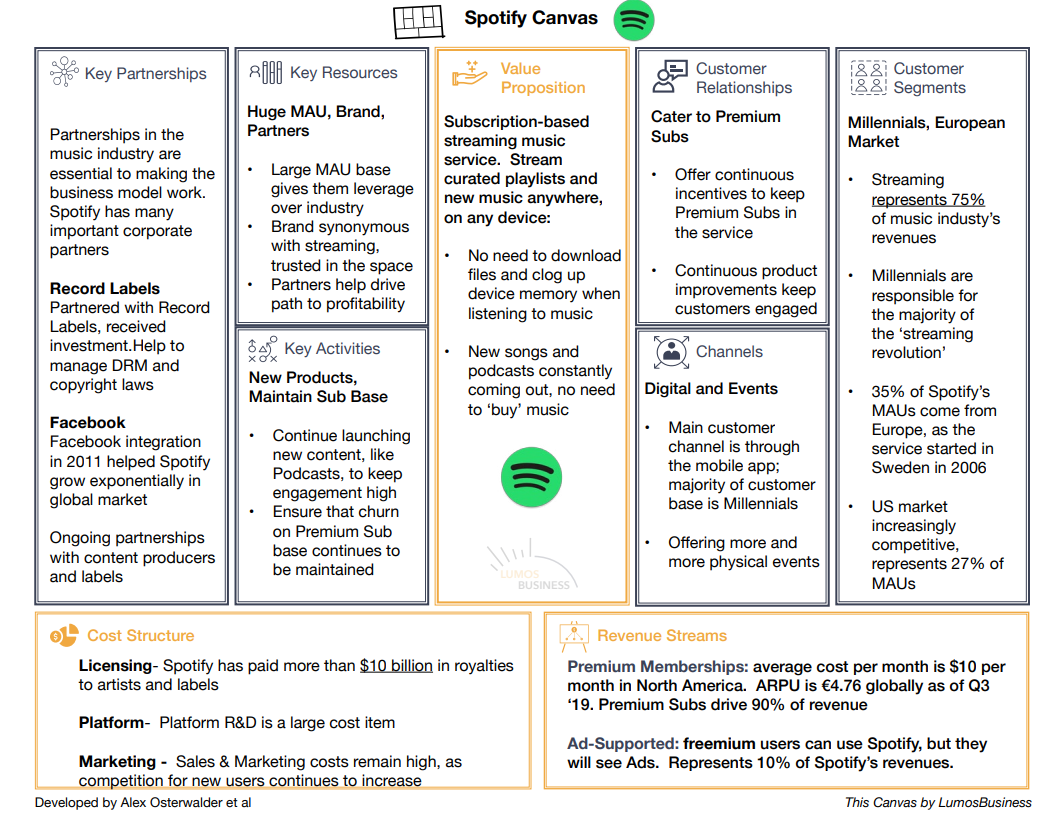 Spotify Canvas
Key Partnerships
Partnerships in the
music industry are
essential to making the
business model work.
Spotify has many
important corporate
partners
Record Labels
Partnered with Record
Labels, received
investment.Help to
manage DRM and
copyright laws
Facebook
Facebook integration
in 2011 helped Spotify
grow exponentially in
global market
Ongoing partnerships
with content producers
and labels
Key Resources
Huge MAU, Brand,
Partners
• Large MAU base
gives them leverage
over industry
• Brand synonymous
with streaming,
trusted in the space
• Partners help drive
path to profitability
Key Activities
New Products,
Maintain Sub Base
• Continue launching
new content, like
Podcasts, to keep
engagement high
• Ensure that churn
on Premium Sub
base continues to
be maintained
Value
Proposition
Subscription-based
streaming music
service. Stream
curated playlists and
new music anywhere,
on any device:
• No need to download
files and clog up
device memory when
listening to music
• New songs and
podcasts constantly
coming out, no need
to ‘buy’ music
LUMOS
BUSINESS
Customer
Relationships
Cater to Premium
Subs
• Offer continuous
incentives to keep
Premium Subs in
the service
• Continuous product
improvements keep
customers engaged
Channels
Digital and Events
• Main customer
channel is through
the mobile app;
majority of customer
base is Millennials
• Offering more and
more physical events
Customer
Segments
Millennials, European
Market
• Streaming
represents 75%
of music industy’s
revenues
• Millennials are
responsible for
the majority of
the ‘streaming
revolution’
• 35% of Spotify’s
MAUs come from
Europe, as the
service started in
Sweden in 2006
• US market
increasingly
competitive,
represents 27% of
MAUs
Cost Structure
Licensing- Spotify has paid more than $10 billion in royalties
to artists and labels
Platform- Platform R&D is a large cost item
Marketing - Sales & Marketing costs remain high, as
competition for new users continues to increase
Revenue Streams
Premium Memberships: average cost per month is $10 per
month in North America. ARPU is €4.76 globally as of Q3
‘19. Premium Subs drive 90% of revenue
Ad-Supported: freemium users can use Spotify, but they
will see Ads. Represents 10% of Spotify’s revenues.
Developed by Alex Osterwalder et al
This Canvas by LumosBusiness